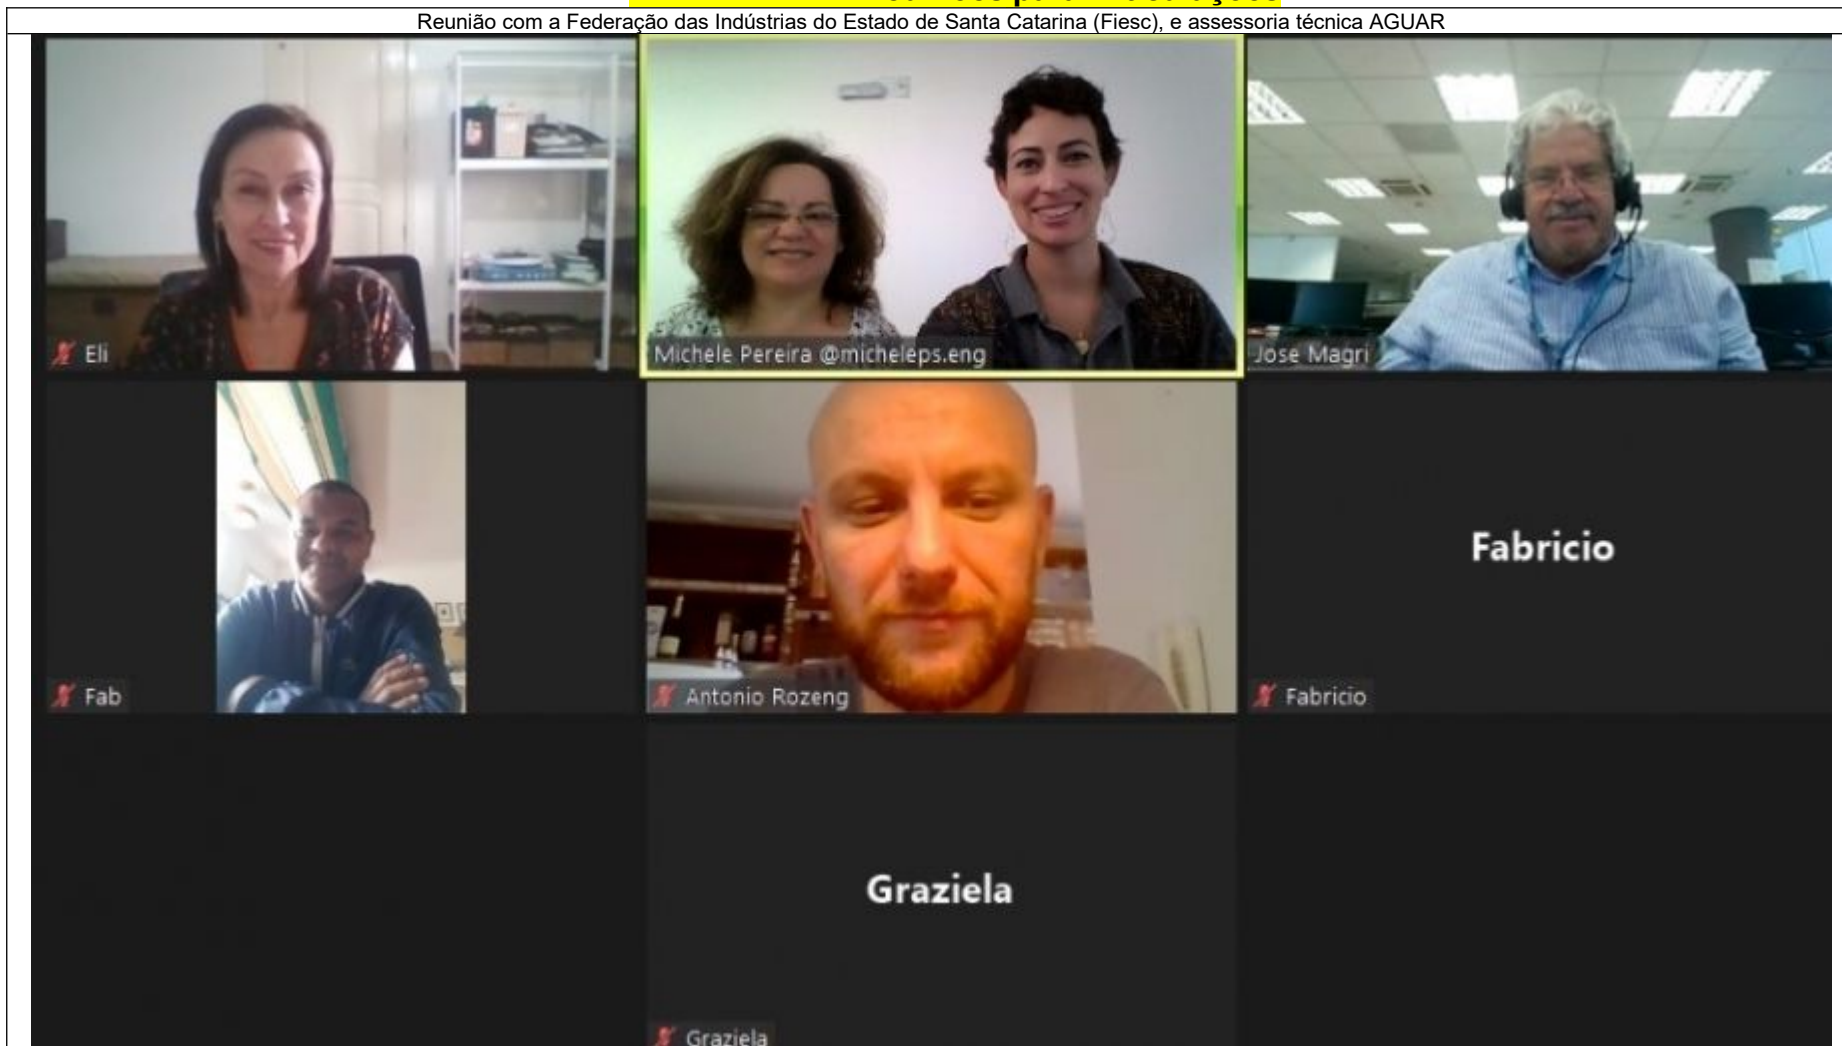 Reunião com a Federação das Indústrias do Estado de Santa Catarina (Fiesc), e assessoria técnica AGUAR
Eli
Michele Pereira @micheleps.eng
Jose Magri
Fab
Antonio Rozeng
Fabricio
Fabricio
Graziela
Graziela